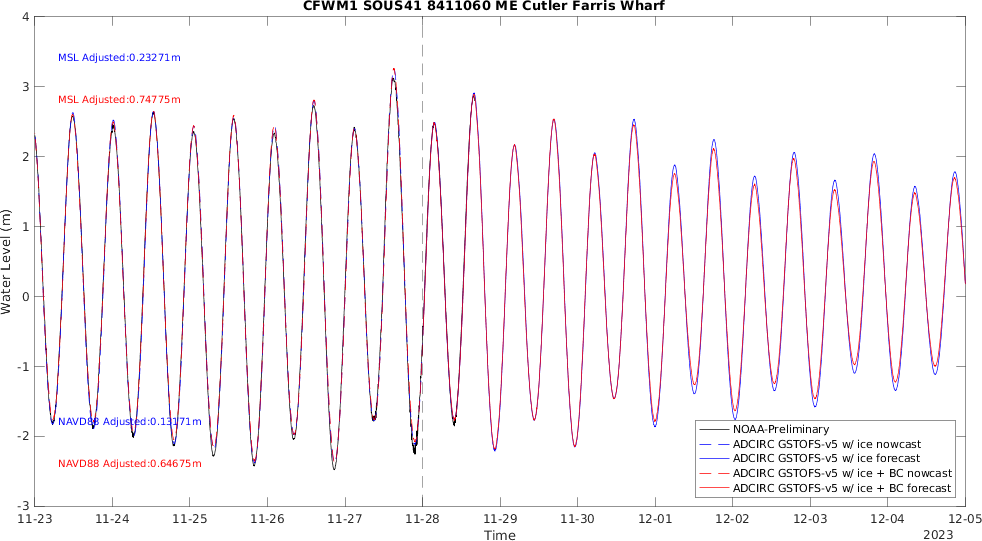 CFWM1 SOUS41 8411060 ME Cutler Farris Wharf
4
3
2
1
0
-1
-2
-3
Water Level (m)
MSL Adjusted:0.23271m
MSL Adjusted:0.74775m
NAVD88 Adjusted:0.13171m
NAVD88 Adjusted:0.64675m
NOAA-Preliminary
ADCIRC GSTOFS-v5 w/ ice nowcast
ADCIRC GSTOFS-v5 w/ ice forecast
ADCIRC GSTOFS-v5 w/ ice + BC nowcast
ADCIRC GSTOFS-v5 w/ ice + BC forecast
11-23 11-24 11-25 11-26 11-27 11-28 11-29 11-30 12-01 12-02 12-03 12-04 12-05
Time
2023